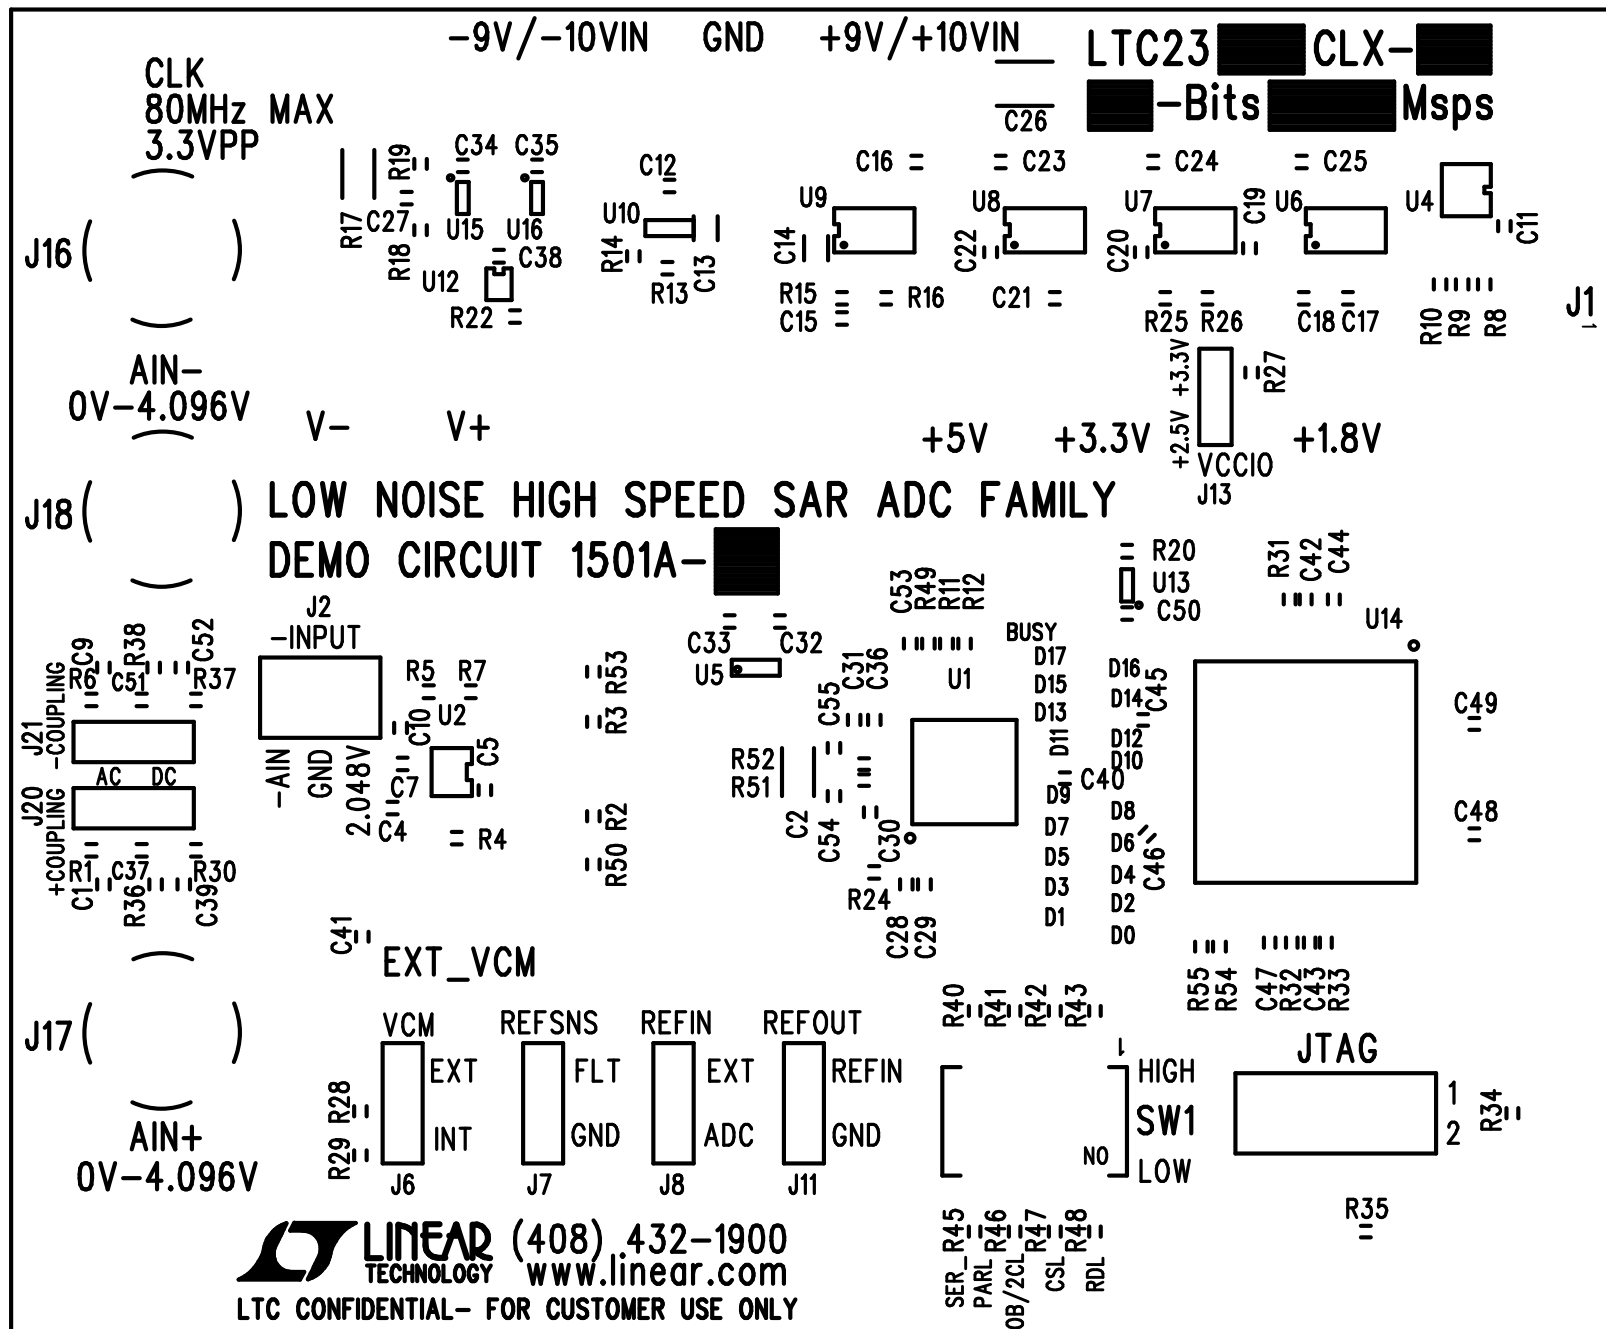 -9V/-10VIN GND +9V/+10VIN
LTC23 CLX-
-Bits Msps
CLK
80MHz MAX
3.3VPP
C26
R19 C34 C35 C12 C16 C23 C24 C25
U9 U8 U7 C19 U6 U4
R17 C27 U15 U16 U10 C14 C22 C20 C11
J16 R18 U12 C38 R14 R13 C13
R22 R15 R16 C21 R25 R26 C18 C17 R10 R9 R8 J1
C15 1
AIN-
0V-4.096V
+3.3V R27
V- V+ +5V +3.3V +2.5V +1.8V
VCCIO
J13
J18 LOW NOISE HIGH SPEED SAR ADC FAMILY
DEMO CIRCUIT 1501A-
R20 R31 C42 C44
U13
C50 U14
J2
-INPUT
C53 R49 R11 R12 BUSY
C33 C32
U5 C31 C36 U1
C9 R38 C52
R6 C51 R37 R5 R7 R53
C10 U2 C5 R3 C55
J21 -COUPLING
AC DC
J20 +COUPLING
-AIN GND 2.048V C7
C4 R4 R2 R50
R52
R51
C2 C54 C30 R24 C28 C29
D17
D15
D13
D11
C40
D9
D7
D5
D3
D1
D16
D14 C45
D12
D10
D8
D6 C46
D4
D2
D0
C49
C48
R1 C37 R30
C1 R36 C39
C41
EXT_VCM
R55 R54 C47 R32 C43 R33
J17
AIN+
0V-4.096V
VCM REFSNS REFIN REFOUT
EXT FLT EXT REFIN
INT GND ADC GND
R28
R29
J6 J7 J8 J11
R40 R41 R42 R43
1 HIGH
SW1
NO LOW
R45 R46 R47 R48
SER_ PARL OB/2CL CSL RDL
JTAG
1
2
R34
R35
LINEAR (408) 432-1900
TECHNOLOGY www.linear.com
LTC CONFIDENTIAL- FOR CUSTOMER USE ONLY